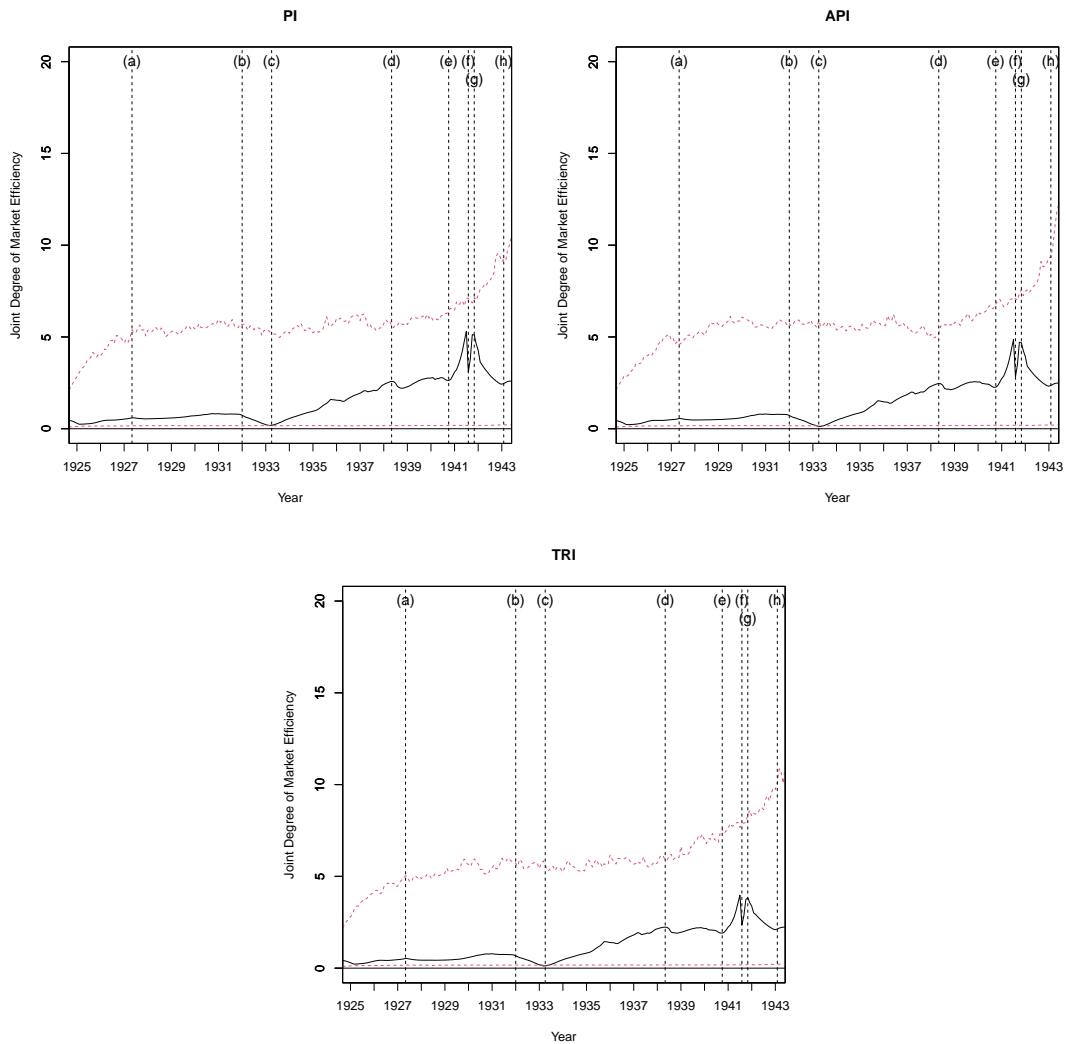 PI
(a) (b) (c) (d) (e) (f) (h)
(g)
20
15
10
5
0
Joint Degree of Market Efficiency
1925 1927 1929 1931 1933 1935 1937 1939 1941 1943
Year
API
(a) (b) (c) (d) (e) (f) (h)
(g)
20
15
10
5
0
Joint Degree of Market Efficiency
1925 1927 1929 1931 1933 1935 1937 1939 1941 1943
Year
TRI
(a) (b) (c) (d) (e) (f) (h)
(g)
20
15
10
5
0
Joint Degree of Market Efficiency
1925 1927 1929 1931 1933 1935 1937 1939 1941 1943
Year